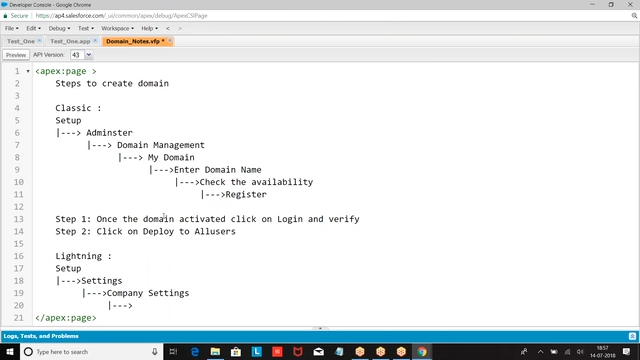 Developer Console - Google Chrome
Secure | https://ap4.salesforce.com/_ui/common/apex/debug/ApexCSIPage
File Edit Debug Test Workspace Help < >
Test_One Test_One.app Domain_Notes.vfp *
Preview API Version: 43
1 <apex:page >
2 Steps to create domain
3
4 Classic :
5 Setup
6 |---> Adminster
7 |---> Domain Management
8 |---> My Domain
9 |--->Enter Domain Name
10 |--->Check the availability
11 |--->Register
12
13 Step 1: Once the domain activated click on Login and verify
14 Step 2: Click on Deploy to Allusers
15
16 Lightning :
17 Setup
18 |--->Settings
19 |--->Company Settings
20 |--->
21 </apex:page>
Logs, Tests, and Problems
Type here to search
18:57
14-07-2018